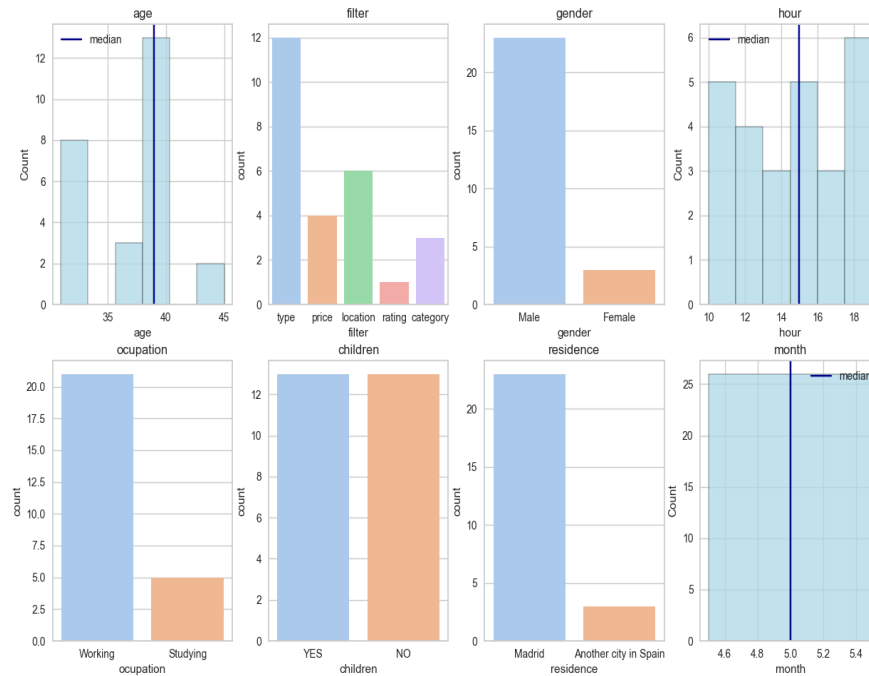 age
filter
gender
hour
median
median
12
10
8
6
4
2
0
Count
35
40
45
age
12
10
8
6
4
2
0
count
type
price
location
rating
category
filter
20
15
10
5
0
count
Male
Female
gender
6
5
4
3
2
1
0
Count
10
12
14
16
18
hour
ocupation
children
residence
month
median
20.0
17.5
15.0
12.5
10.0
7.5
5.0
2.5
0.0
count
Working
Studying
ocupation
12
10
8
6
4
2
0
count
YES
NO
children
20
15
10
5
0
count
Madrid
Another city in Spain
residence
25
20
15
10
5
0
Count
4.6
4.8
5.0
5.2
5.4
month